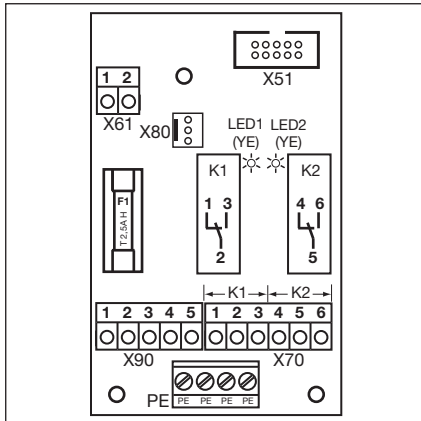 X51
1 2
X61
X80
LED1 LED2
(YE) (YE)
K1 K2
1 3 4 6
2 5
F1
T 2,5A H
K1 K2
1 2 3 4 5 1 2 3 4 5 6
X90 X70
PE PE PE PE PE